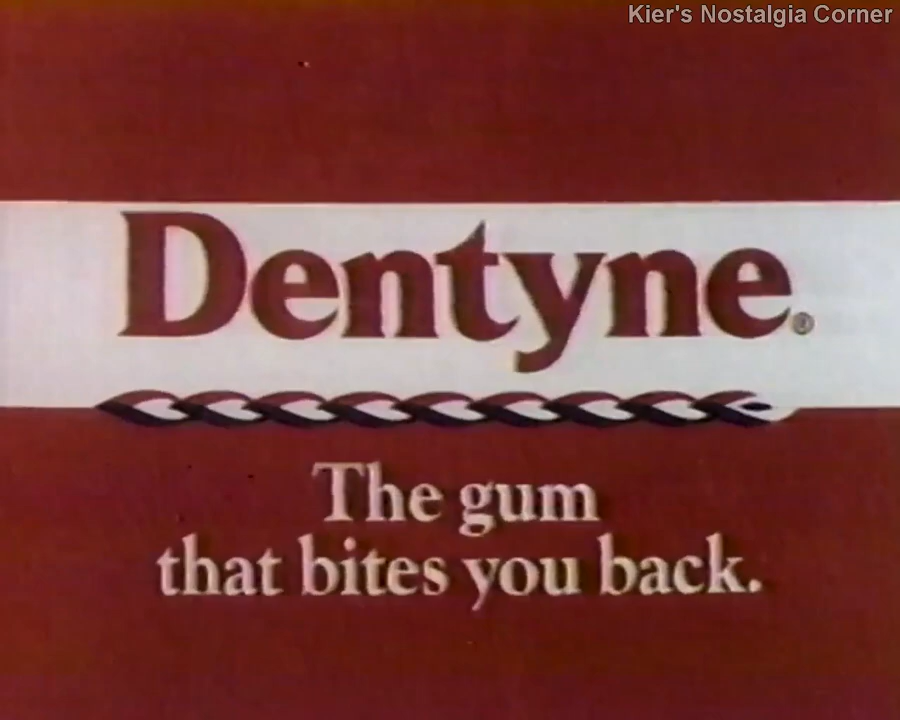 Kier's Nostalgia Corner
Dentyne®
The gum
that bites you back.